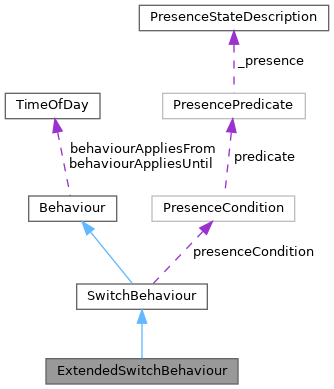 PresenceStateDescription
_presence
TimeOfDay
PresencePredicate
behaviourAppliesFrom
behaviourAppliesUntil
predicate
Behaviour
PresenceCondition
presenceCondition
SwitchBehaviour
ExtendedSwitchBehaviour